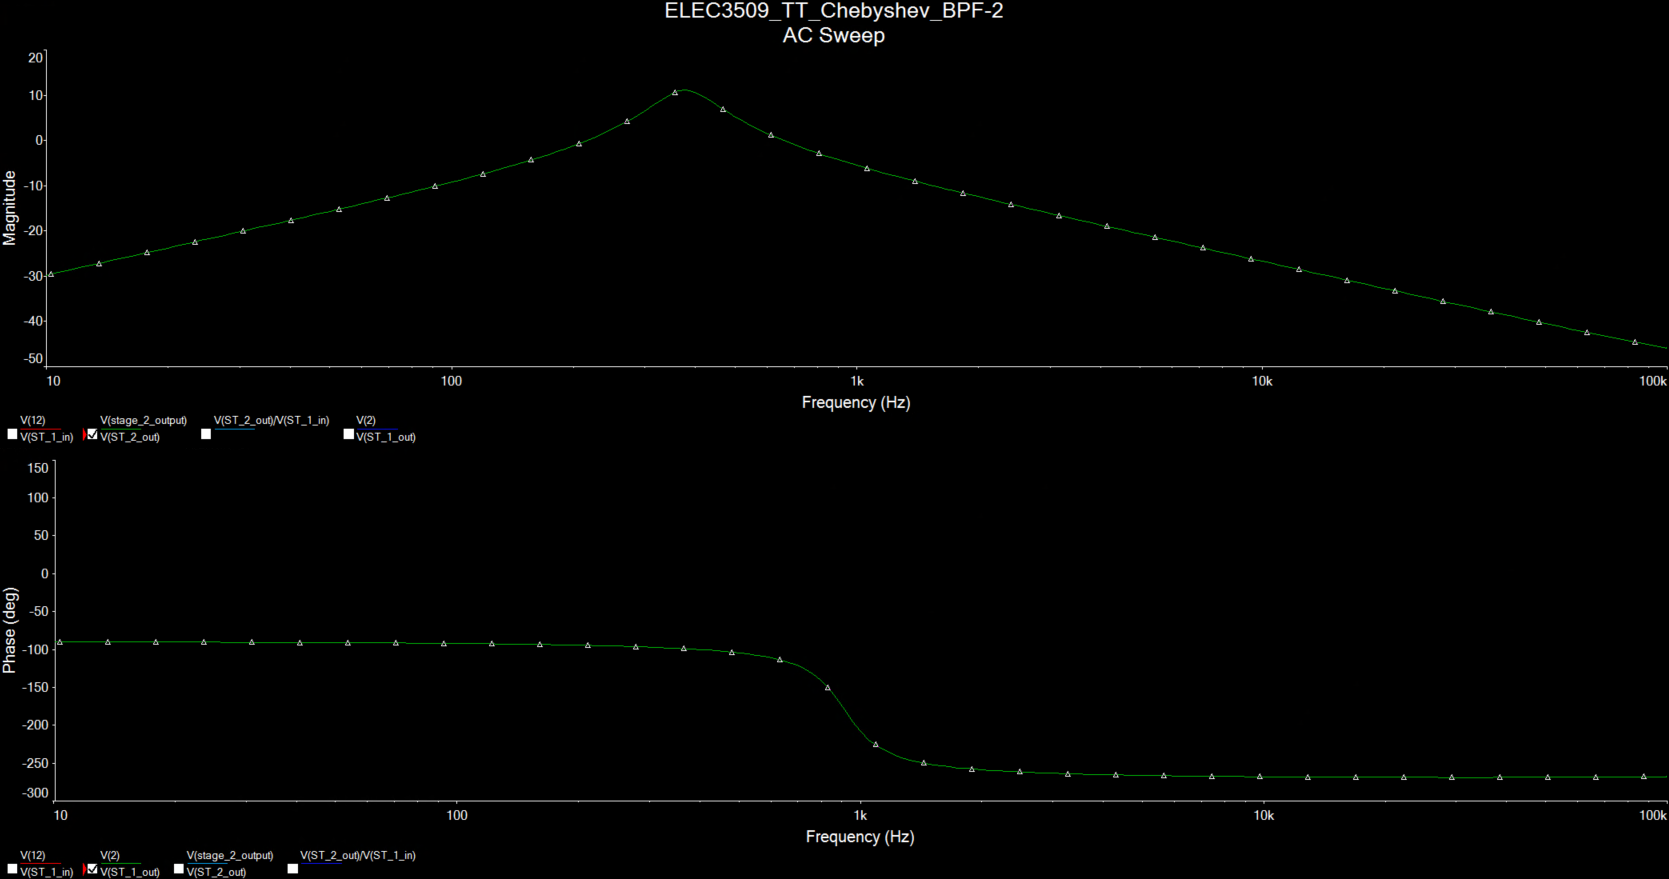 ELEC3509_TT_Chebyshev_BPF-2
AC Sweep
20
10
0
-10
-20
-30
-40
-50
Magnitude
10 100 1k 10k 100k
Frequency (Hz)
V(12) V(stage_2_output) V(ST_2_out)/V(ST_1_in) V(2)
V(ST_1_in) V(ST_2_out) V(ST_1_out)
150
100
50
0
-50
-100
-150
-200
-250
-300
Phase (deg)
10 100 1k 10k 100k
Frequency (Hz)
V(12) V(2) V(stage_2_output) V(ST_2_out)/V(ST_1_in)
V(ST_1_in) V(ST_1_out) V(ST_2_out)